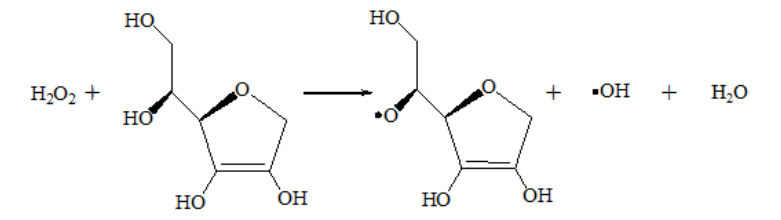 HO HO
H₂O₂ + HO O •O O + •OH + H₂O
HO OH HO OH